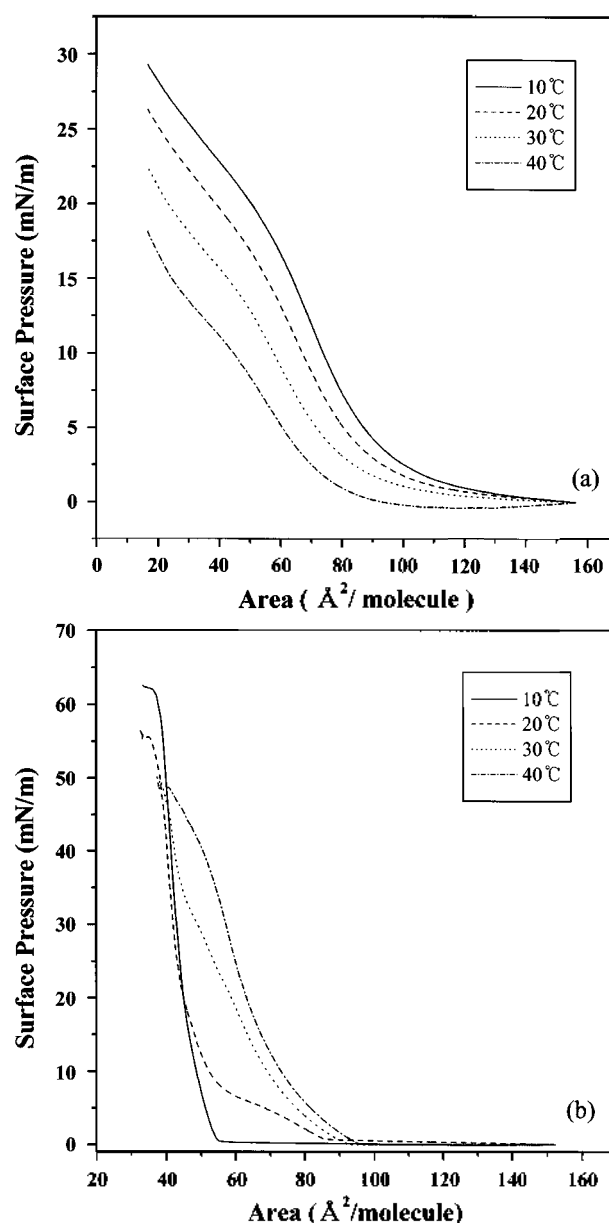 30
25
20
15
10
5
0
Surface Pressure (mN/m)
10℃
20℃
30℃
40℃
(a)
0 20 40 60 80 100 120 140 160
Area ( Å²/ molecule )
70
60
50
40
30
20
10
0
Surface Pressure (mN/m)
10℃
20℃
30℃
40℃
(b)
20 40 60 80 100 120 140 160
Area ( Å²/molecule)